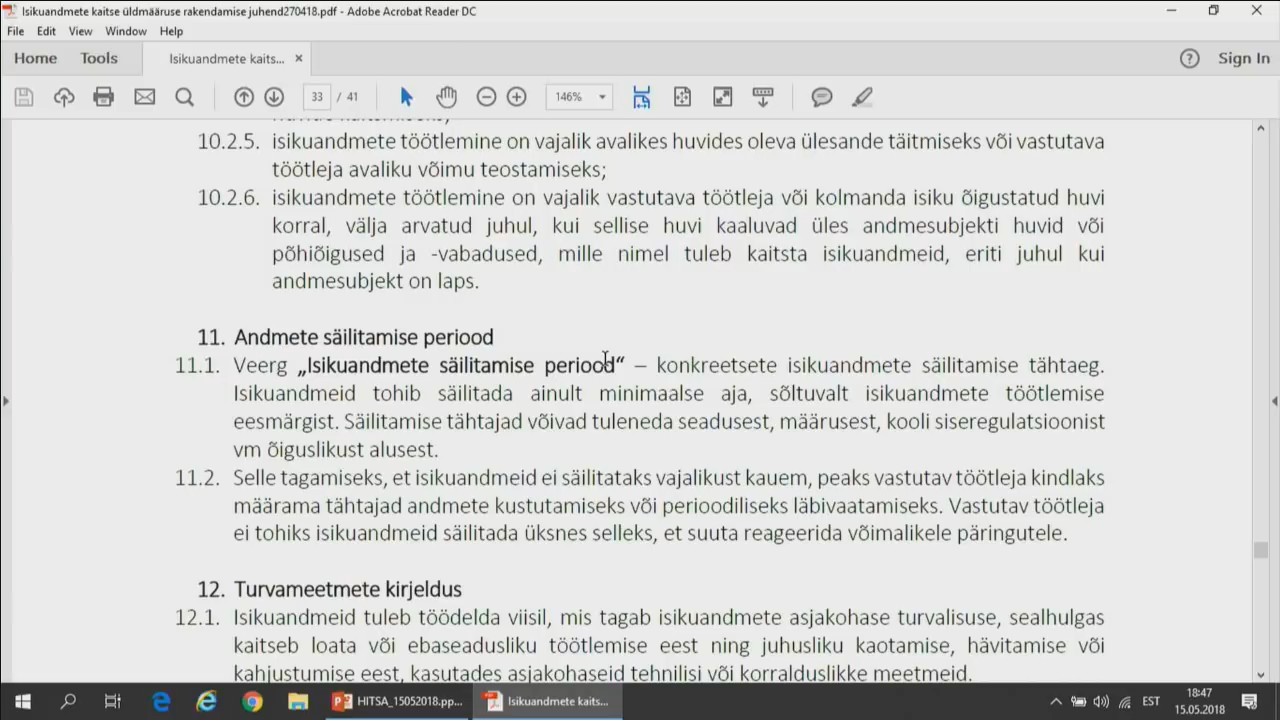 Isikuandmete kaitse üldmääruse rakendamise juhend270418.pdf - Adobe Acrobat Reader DC
File Edit View Window Help
Home Tools Isikuandmete kaits... × Sign In
33 / 41 146%
10.2.5. isikuandmete töötlemine on vajalik avalikes huvides oleva ülesande täitmiseks või vastutava
töötleja avaliku võimu teostamiseks;
10.2.6. isikuandmete töötlemine on vajalik vastutava töötleja või kolmanda isiku õigustatud huvi
korral, välja arvatud juhul, kui sellise huvi kaaluvad üles andmesubjekti huvid või
põhiõigused ja -vabadused, mille nimel tuleb kaitsta isikuandmeid, eriti juhul kui
andmesubjekt on laps.
11. Andmete säilitamise periood
11.1. Veerg „Isikuandmete säilitamise periood“ – konkreetsete isikuandmete säilitamise tähtaeg.
Isikuandmeid tohib säilitada ainult minimaalse aja, sõltuvalt isikuandmete töötlemise
eesmärgist. Säilitamise tähtajad võivad tuleneda seadusest, määrusest, kooli siseregulatsioonist
vm õiguslikust alusest.
11.2. Selle tagamiseks, et isikuandmeid ei säilitataks vajalikust kauem, peaks vastutav töötleja kindlaks
määrama tähtajad andmete kustutamiseks või perioodiliseks läbivaatamiseks. Vastutav töötleja
ei tohiks isikuandmeid säilitada üksnes selleks, et suuta reageerida võimalikele päringutele.
12. Turvameetmete kirjeldus
12.1. Isikuandmeid tuleb töödelda viisil, mis tagab isikuandmete asjakohase turvalisuse, sealhulgas
kaitseb loata või ebaseadusliku töötlemise eest ning juhusliku kaotamise, hävitamise või
kahjustumise eest, kasutades asjakohaseid tehnilisi või korralduslikke meetmeid.
HITSA_15052018.pp... Isikuandmete kaits... EST 18:47
15.05.2018